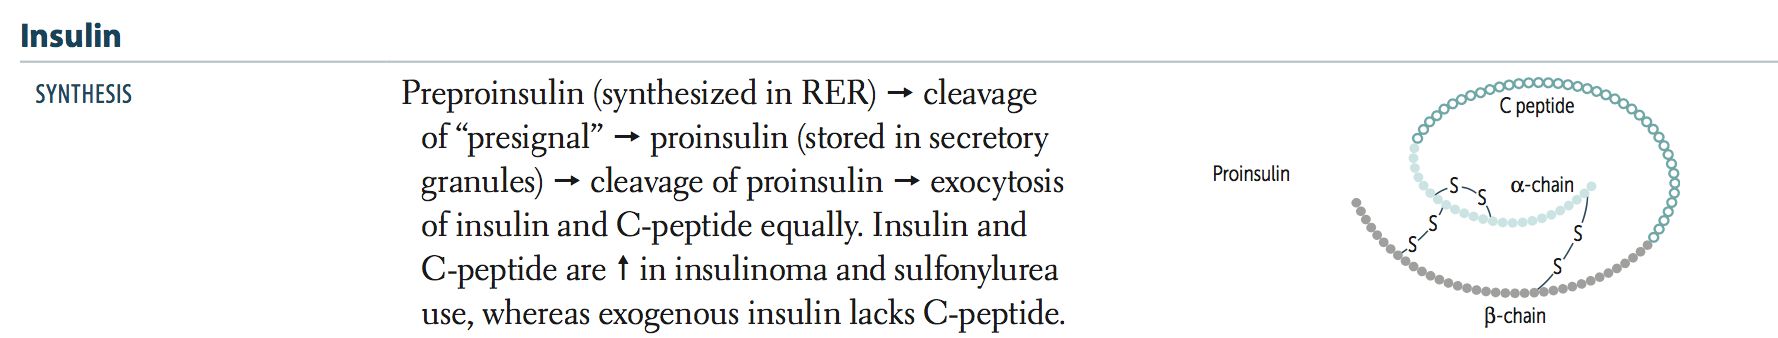 Insulin
SYNTHESIS
Preproinsulin (synthesized in RER) → cleavage
of “presignal” → proinsulin (stored in secretory
granules) → cleavage of proinsulin → exocytosis
of insulin and C-peptide equally. Insulin and
C-peptide are ↑ in insulinoma and sulfonylurea
use, whereas exogenous insulin lacks C-peptide.
Proinsulin
C peptide
α-chain
S S
S
S
S
S
β-chain